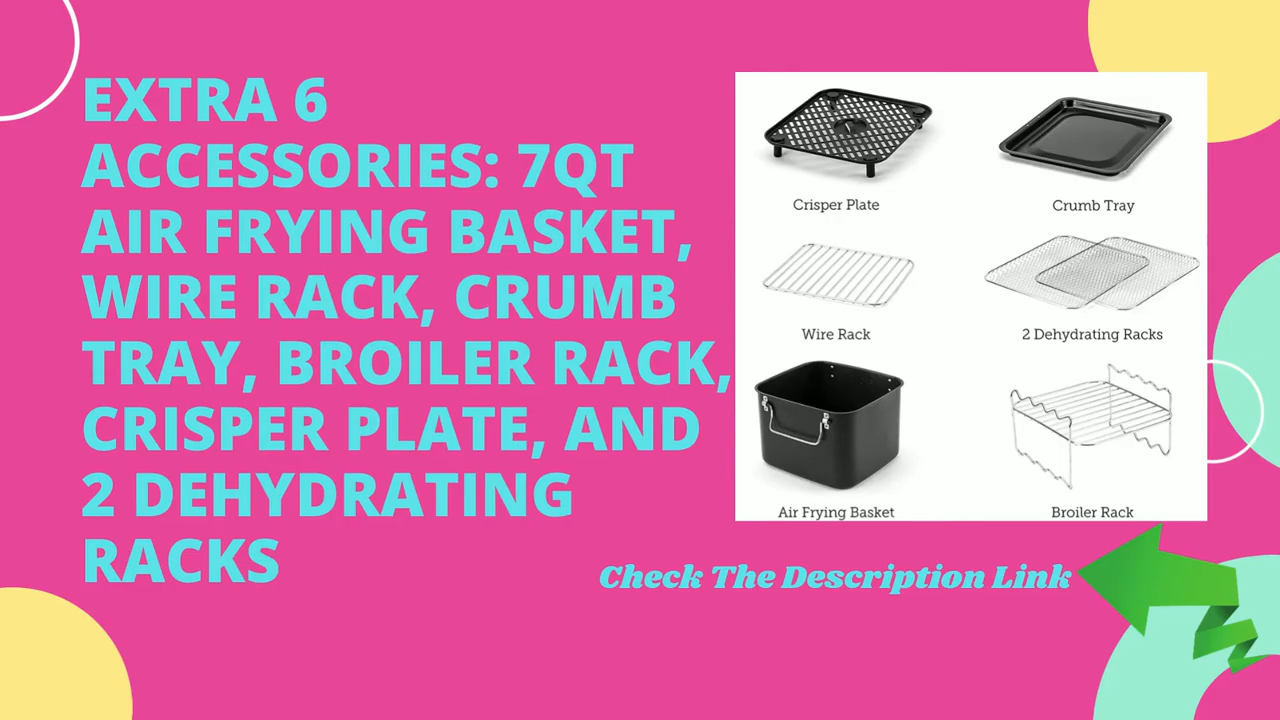 EXTRA 6
ACCESSORIES: 7QT
AIR FRYING BASKET,
WIRE RACK, CRUMB
TRAY, BROILER RACK,
CRISPER PLATE, AND
2 DEHYDRATING
RACKS
Crisper Plate
Crumb Tray
Wire Rack
2 Dehydrating Racks
Air Frying Basket
Broiler Rack
Check The Description Link